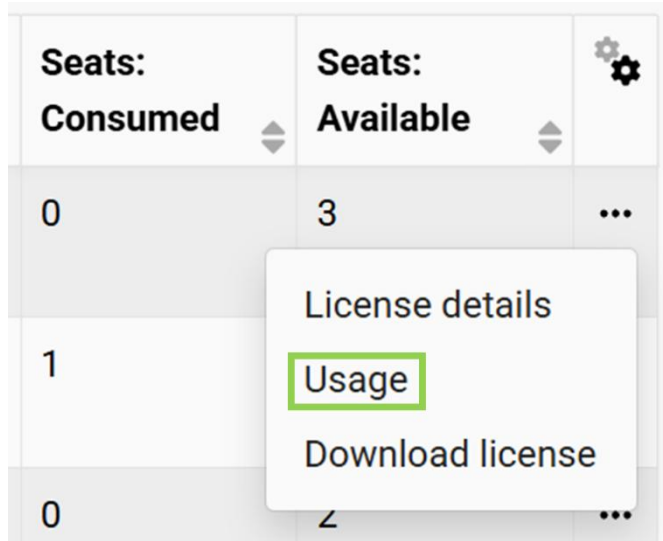 Seats: Consumed
Seats: Available
0
3
...
License details
1
Usage
Download license
0
...